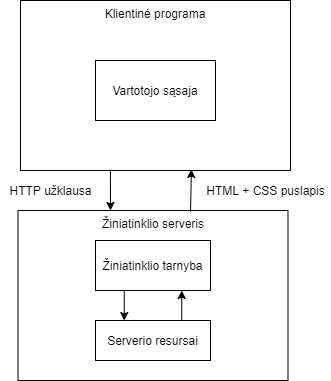 Klientinė programa
Vartotojo sąsaja
HTTP užklausa
HTML + CSS puslapis
Žiniatinklio serveris
Žiniatinklio tarnyba
Serverio resursai